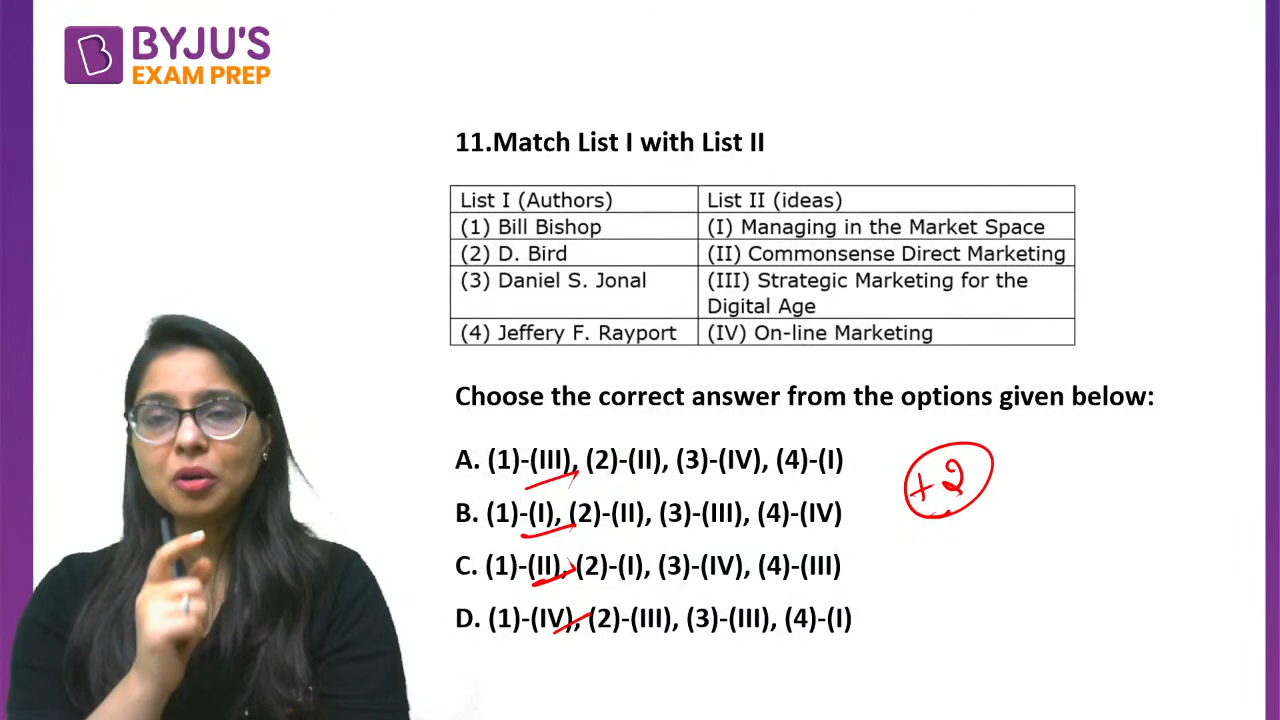 BYJU'S
EXAM PREP
11.Match List I with List II
List I (Authors) List II (ideas)
(1) Bill Bishop (I) Managing in the Market Space
(2) D. Bird (II) Commonsense Direct Marketing
(3) Daniel S. Jonal (III) Strategic Marketing for the
Digital Age
(4) Jeffery F. Rayport (IV) On-line Marketing
Choose the correct answer from the options given below:
A. (1)-(III), (2)-(II), (3)-(IV), (4)-(I)
+2
B. (1)-(I), (2)-(II), (3)-(III), (4)-(IV)
C. (1)-(II), (2)-(I), (3)-(IV), (4)-(III)
D. (1)-(IV), (2)-(III), (3)-(III), (4)-(I)